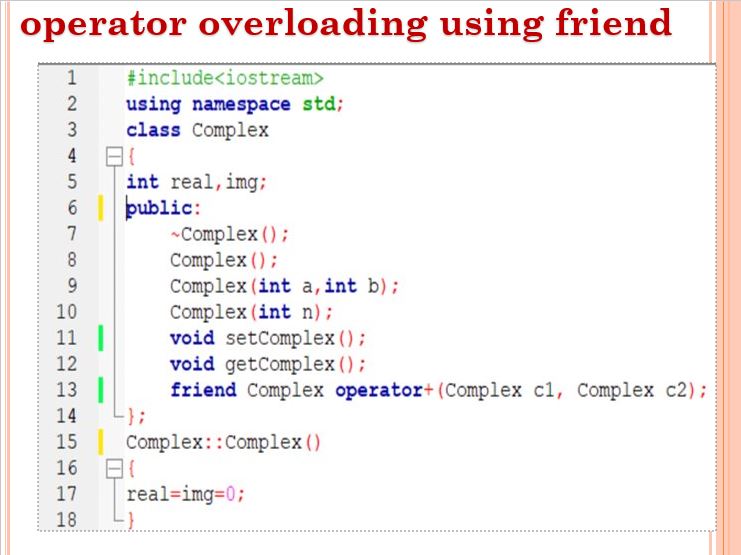 operator overloading using friend
1 #include<iostream>
2 using namespace std;
3 class Complex
4 {
5 int real,img;
6 public:
7 ~Complex();
8 Complex();
9 Complex(int a,int b);
10 Complex(int n);
11 void setComplex();
12 void getComplex();
13 friend Complex operator+(Complex c1, Complex c2);
14 };
15 Complex::Complex()
16 {
17 real=img=0;
18 }